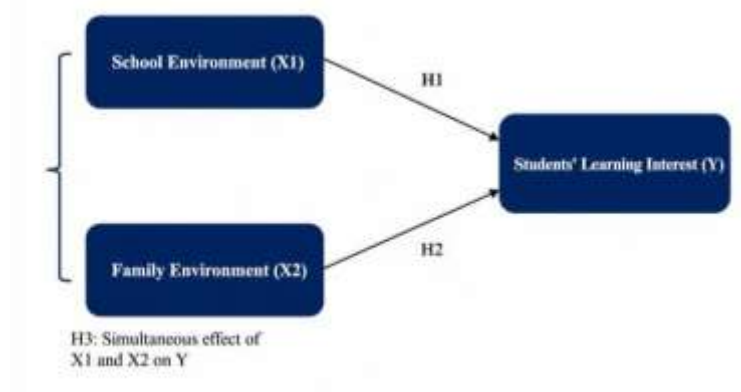 School Environment (X1)
H1
Students' Learning Interest (Y)
Family Environment (X2)
H2
H3: Simultaneous effect of
X1 and X2 on Y